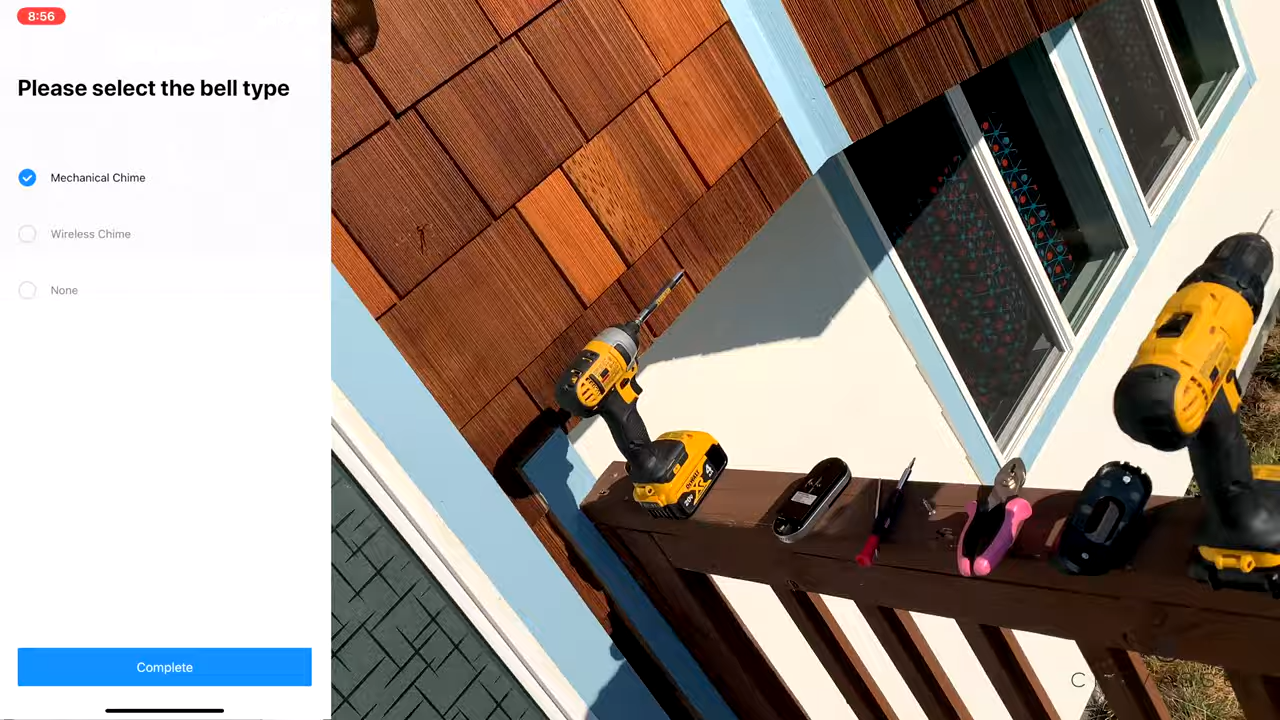 8:56
Please select the bell type
Mechanical Chime
Wireless Chime
None
Complete
C